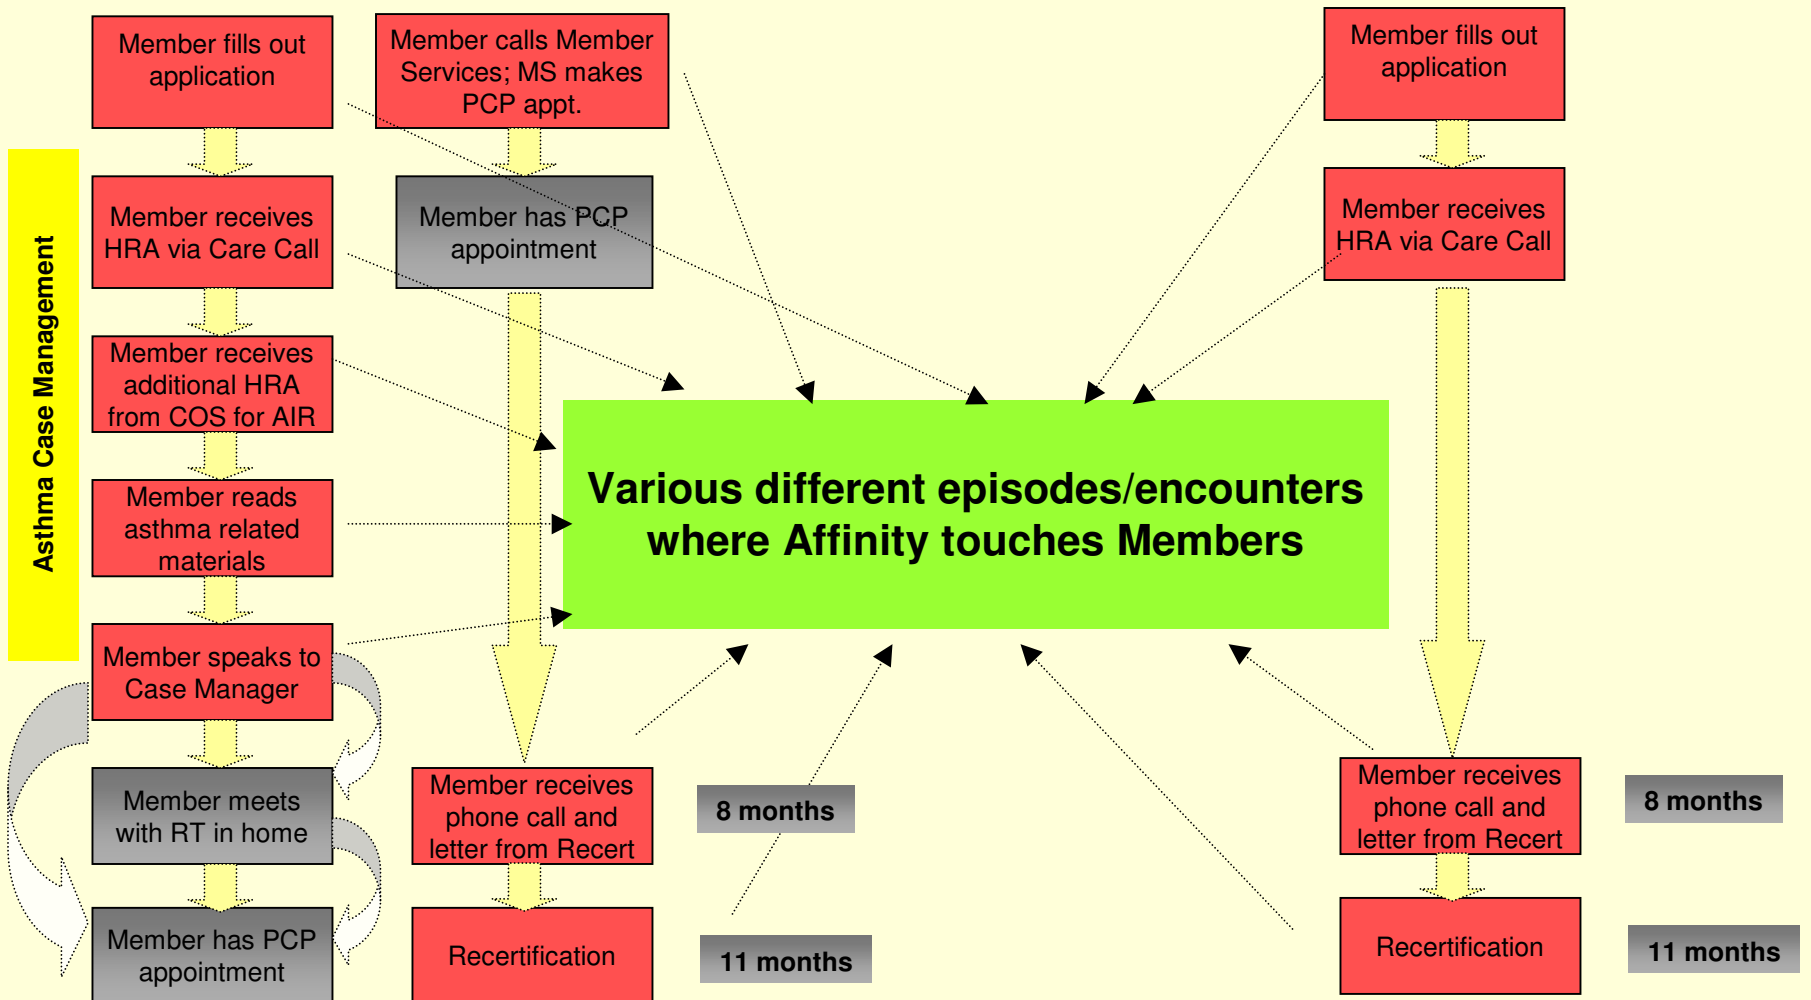 Asthma Case Management
Member fills out
application
Member receives
HRA via Care Call
Member receives
additional HRA
from COS for AIR
Member reads
asthma related
materials
Member speaks to
Case Manager
Member meets
with RT in home
Member has PCP
appointment
Member calls Member
Services; MS makes
PCP appt.
Member has PCP
appointment
Member receives
phone call and
letter from Recert
Recertification
8 months
11 months
Various different episodes/encounters
where Affinity touches Members
Member fills out
application
Member receives
HRA via Care Call
Member receives
phone call and
letter from Recert
Recertification
8 months
11 months